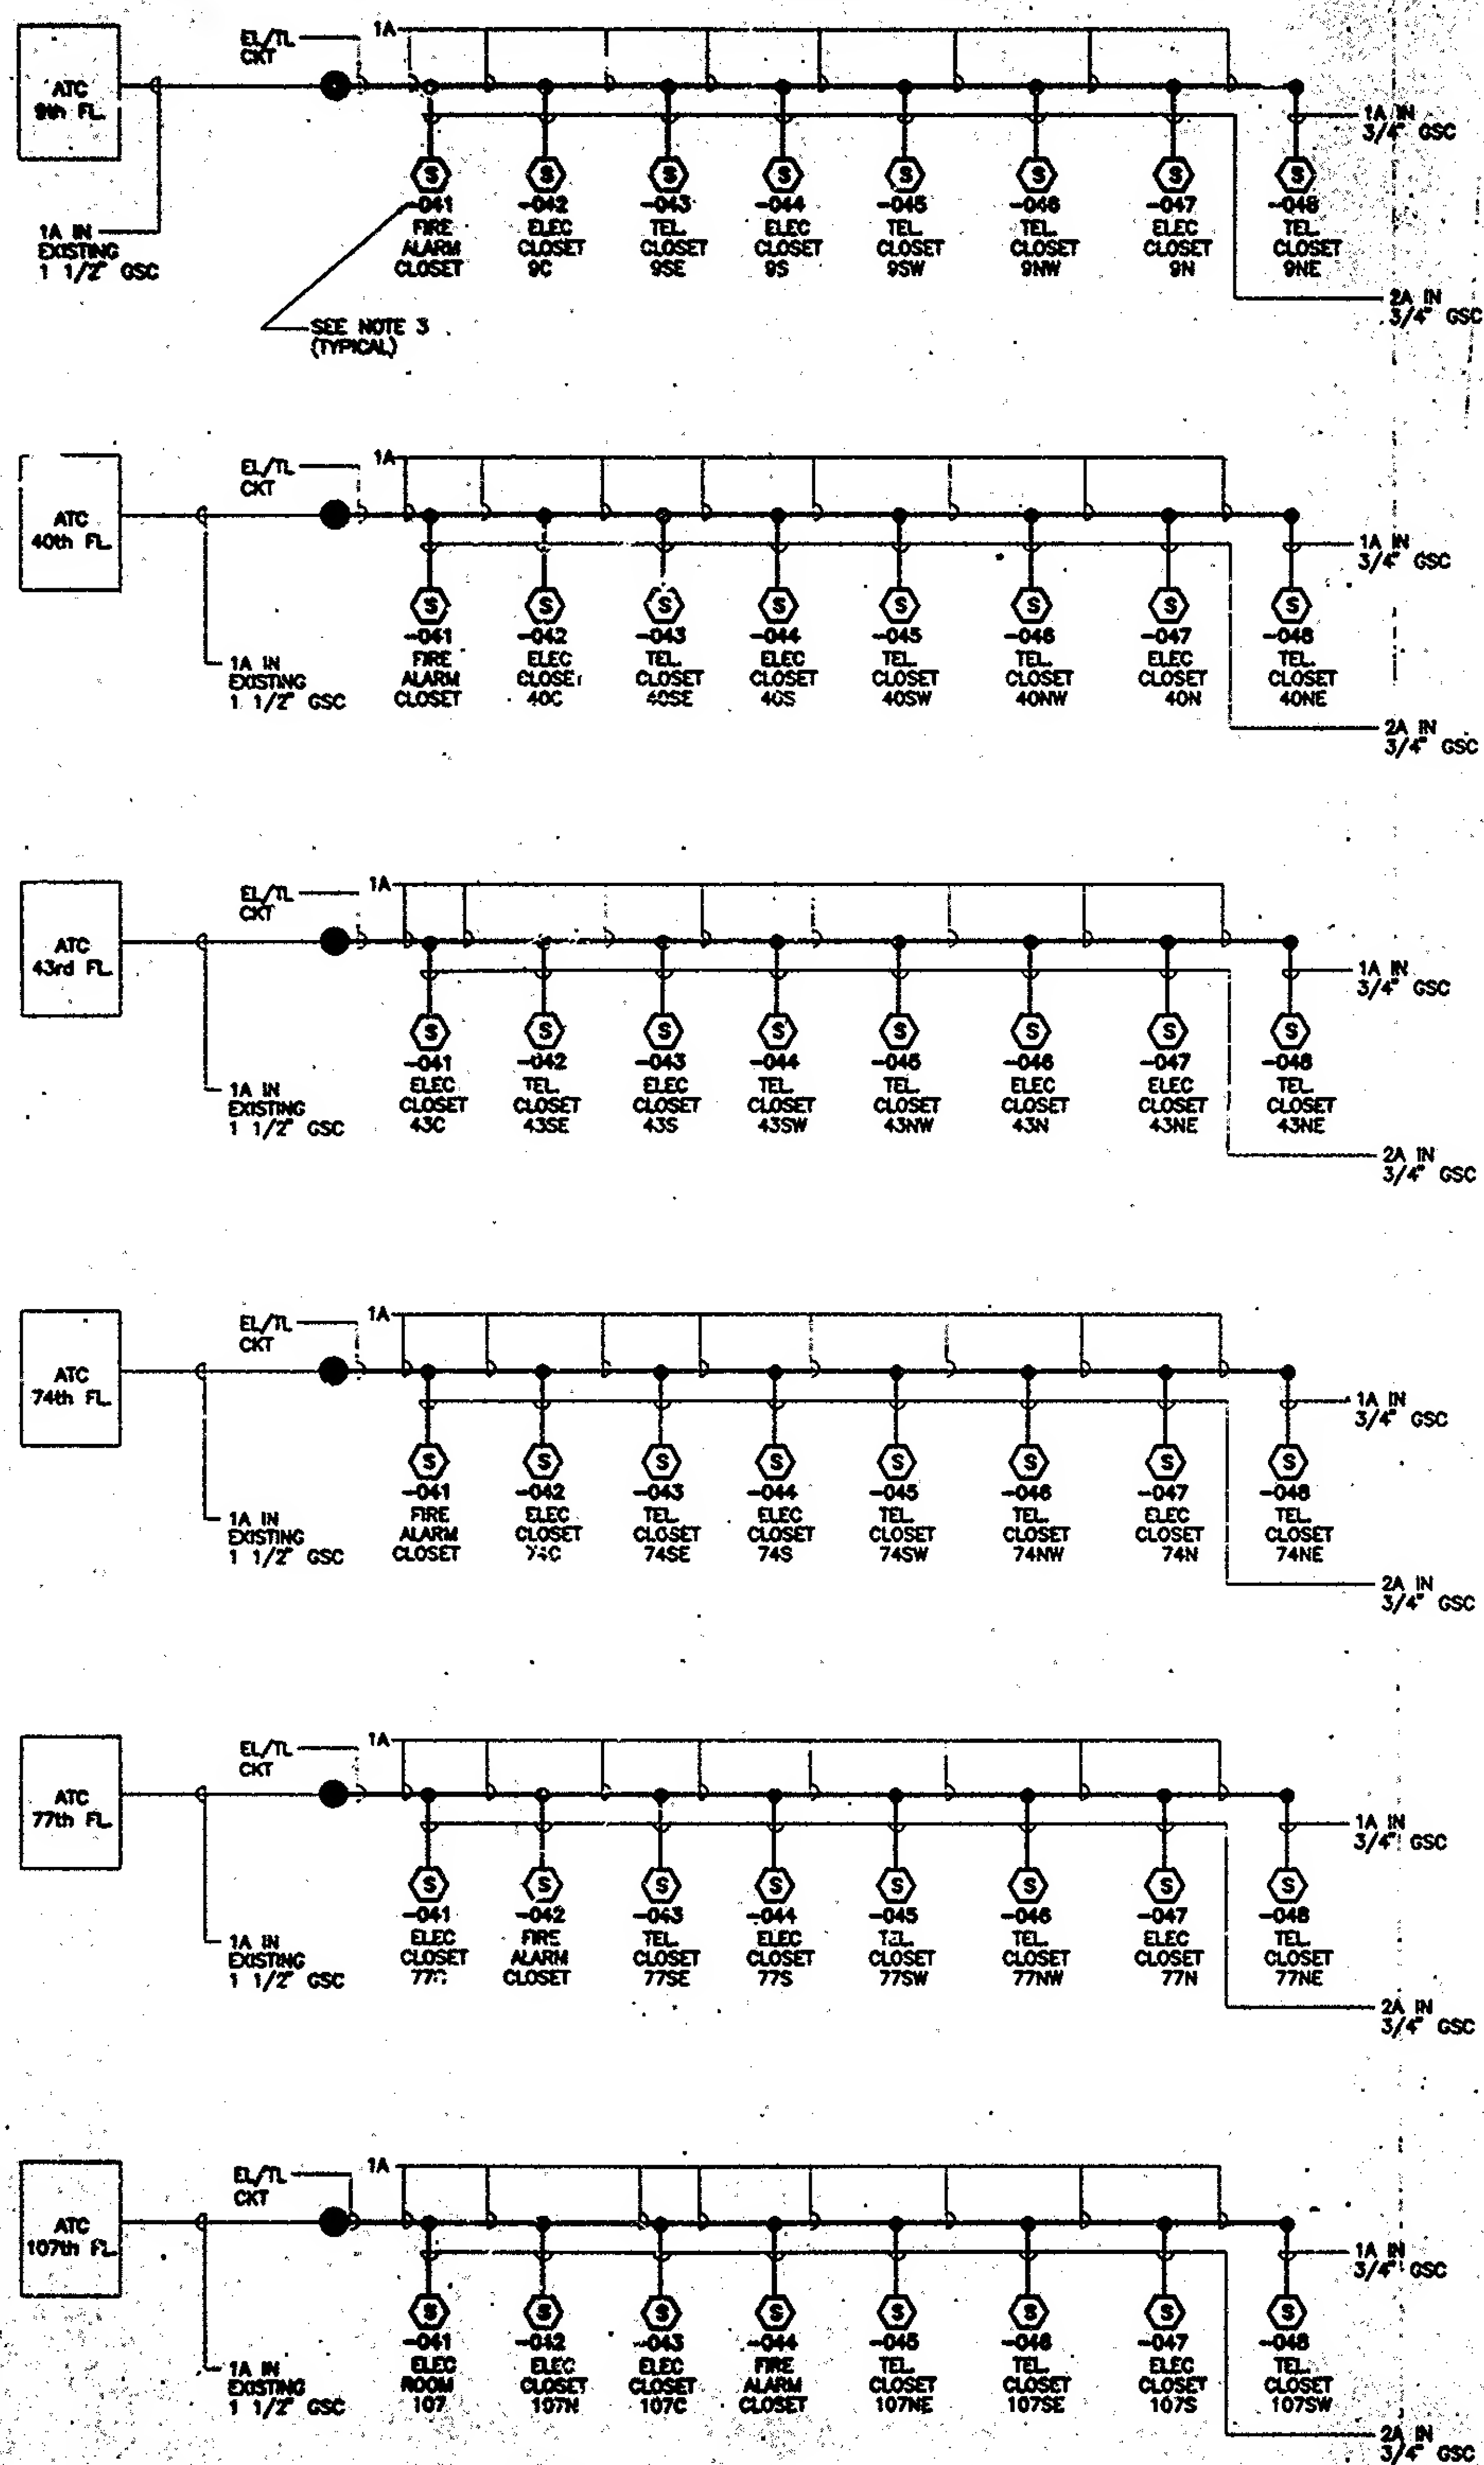 ATC
9th FL.
EL/TL
CKT
1A
1A IN
EXISTING
1 1/2" GSC
S S S S S S S S
-041 -042 -043 -044 -045 -046 -047 -048
FIRE ELEC TEL. ELEC TEL. TEL. ELEC TEL.
ALARM CLOSET CLOSET CLOSET CLOSET CLOSET CLOSET CLOSET
CLOSET 9C 9SE 9S 9SW 9NW 9N 9NE
1A IN
3/4" GSC
2A IN
3/4" GSC
SEE NOTE 3
(TYPICAL)
ATC
40th FL.
EL/TL
CKT
1A
1A IN
EXISTING
1 1/2" GSC
S S S S S S S S
-041 -042 -043 -044 -045 -046 -047 -048
FIRE ELEC TEL. ELEC TEL. TEL. ELEC TEL.
ALARM CLOSET CLOSET CLOSET CLOSET CLOSET CLOSET CLOSET
CLOSET 40C 40SE 40S 40SW 40NW 40N 40NE
1A IN
3/4" GSC
2A IN
3/4" GSC
ATC
43rd FL.
EL/TL
CKT
1A
1A IN
EXISTING
1 1/2" GSC
S S S S S S S S
-041 -042 -043 -044 -045 -046 -047 -048
ELEC TEL. ELEC TEL. TEL. ELEC ELEC TEL.
CLOSET CLOSET CLOSET CLOSET CLOSET CLOSET CLOSET CLOSET
43C 43SE 43S 43SW 43NW 43N 43NE 43NE
1A IN
3/4" GSC
2A IN
3/4" GSC
ATC
74th FL.
EL/TL
CKT
1A
1A IN
EXISTING
1 1/2" GSC
S S S S S S S S
-041 -042 -043 -044 -045 -046 -047 -048
FIRE ELEC TEL. ELEC TEL. TEL. ELEC TEL.
ALARM CLOSET CLOSET CLOSET CLOSET CLOSET CLOSET CLOSET
CLOSET 74C 74SE 74S 74SW 74NW 74N 74NE
1A IN
3/4" GSC
2A IN
3/4" GSC
ATC
77th FL.
EL/TL
CKT
1A
1A IN
EXISTING
1 1/2" GSC
S S S S S S S S
-041 -042 -043 -044 -045 -046 -047 -048
ELEC FIRE TEL. ELEC TEL. TEL. ELEC TEL.
CLOSET ALARM CLOSET CLOSET CLOSET CLOSET CLOSET CLOSET
77C CLOSET 77SE 77S 77SW 77NW 77N 77NE
1A IN
3/4" GSC
2A IN
3/4" GSC
ATC
107th FL.
EL/TL
CKT
1A
1A IN
EXISTING
1 1/2" GSC
S S S S S S S S
-041 -042 -043 -044 -045 -046 -047 -048
ELEC ELEC ELEC FIRE TEL. TEL. ELEC TEL.
ROOM CLOSET CLOSET ALARM CLOSET CLOSET CLOSET CLOSET
107 107N 107C CLOSET 107NE 107SE 107S 107SW
1A IN
3/4" GSC
2A IN
3/4" GSC